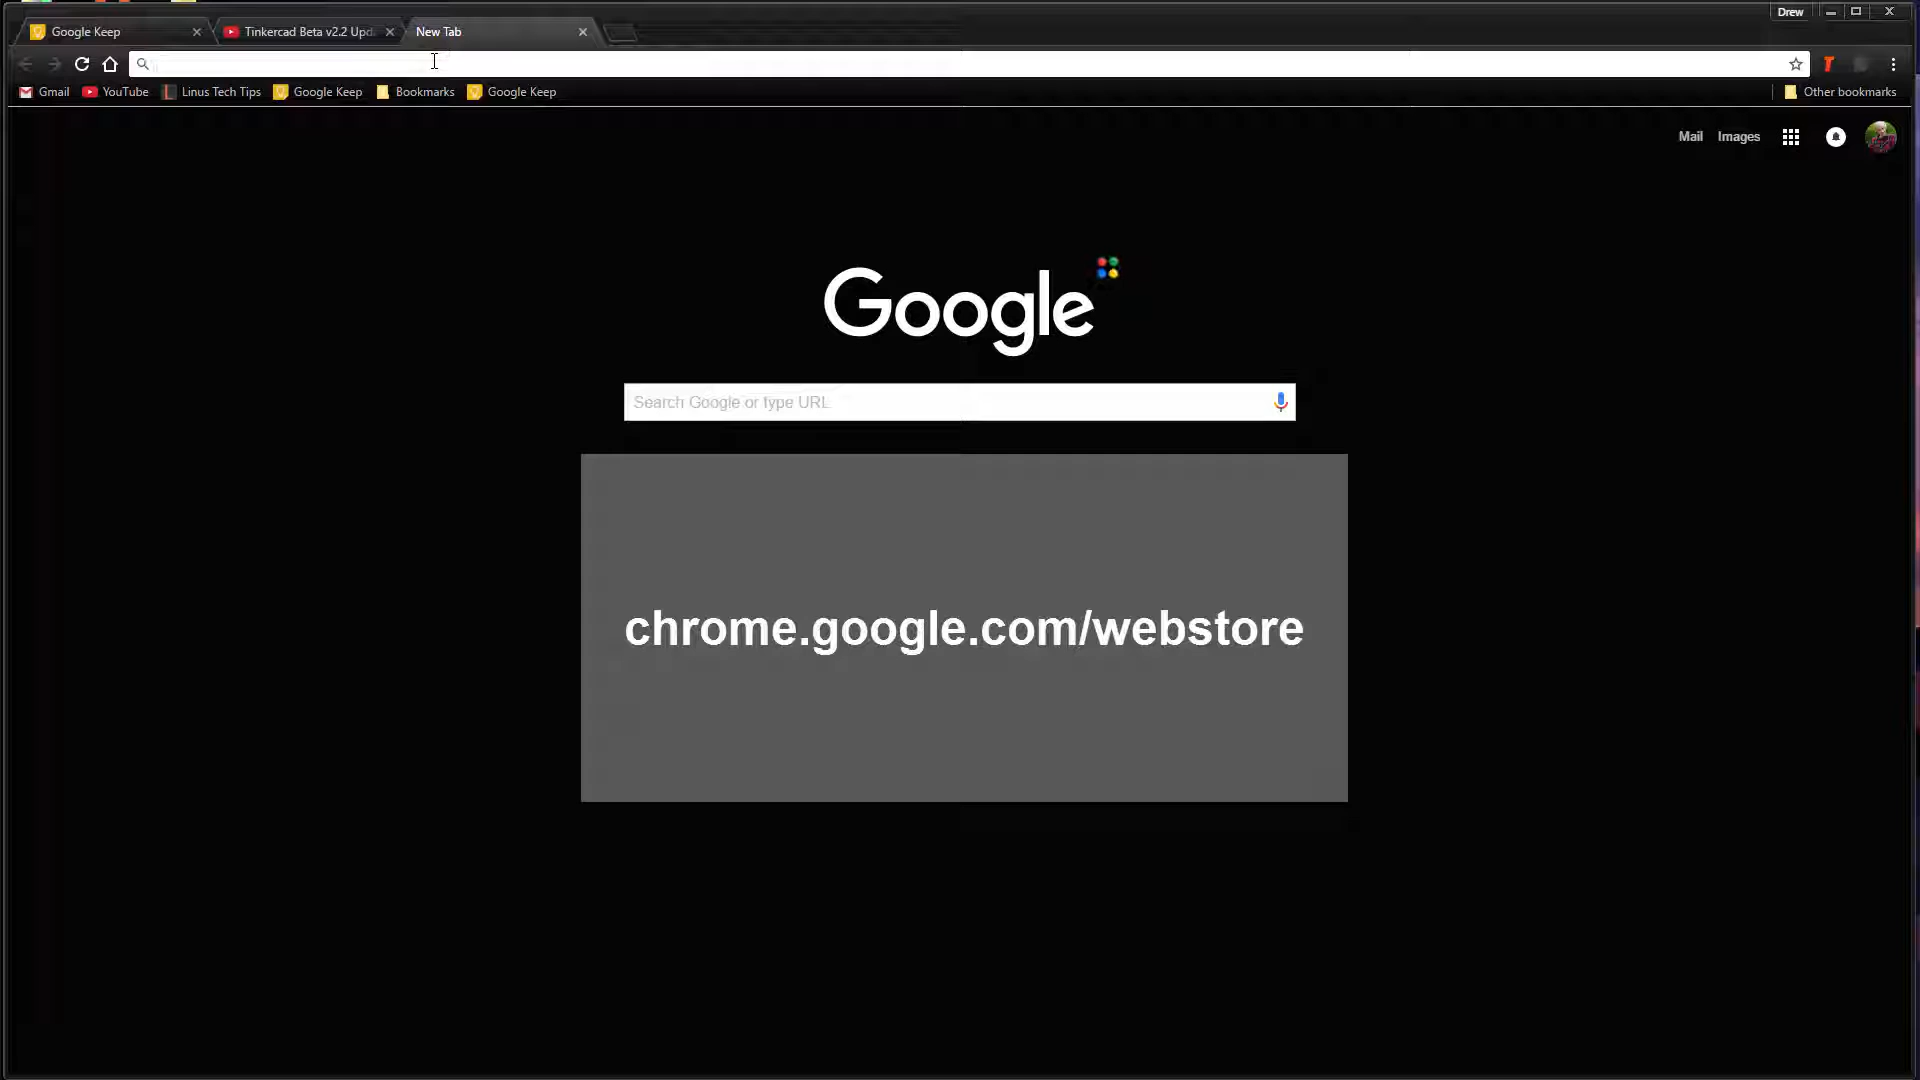 Drew
Google Keep
Tinkercad Beta v2.2 Upd
New Tab
Gmail
YouTube
Linus Tech Tips
Google Keep
Bookmarks
Google Keep
Other bookmarks
Mail
Images
Google
Search Google or type URL
chrome.google.com/webstore